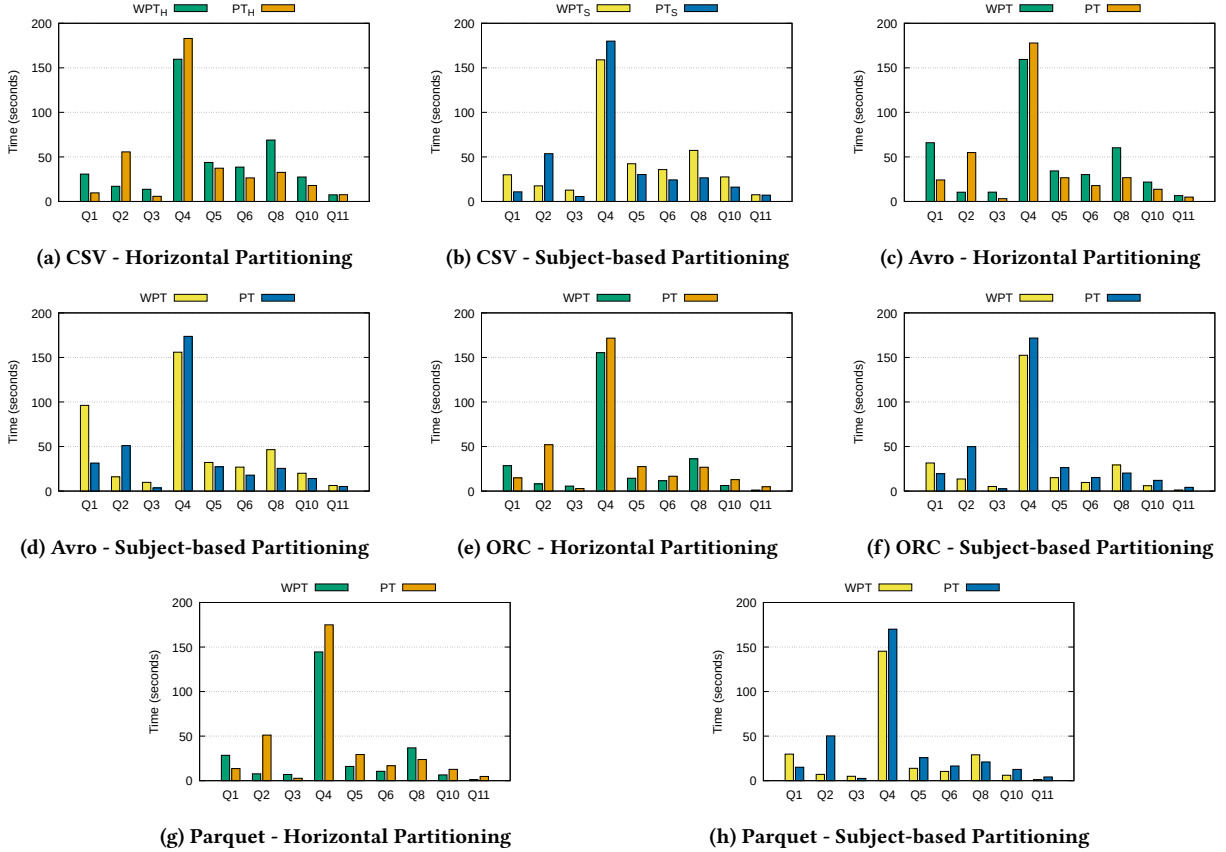 WPTH PTH
200
150
100
50
0
Time (seconds)
Q1 Q2 Q3 Q4 Q5 Q6 Q8 Q10 Q11
(a) CSV - Horizontal Partitioning
WPTS PTS
200
150
100
50
0
Time (seconds)
Q1 Q2 Q3 Q4 Q5 Q6 Q8 Q10 Q11
(b) CSV - Subject-based Partitioning
WPT PT
200
150
100
50
0
Time (seconds)
Q1 Q2 Q3 Q4 Q5 Q6 Q8 Q10 Q11
(c) Avro - Horizontal Partitioning
WPT PT
200
150
100
50
0
Time (seconds)
Q1 Q2 Q3 Q4 Q5 Q6 Q8 Q10 Q11
(d) Avro - Subject-based Partitioning
WPT PT
200
150
100
50
0
Time (seconds)
Q1 Q2 Q3 Q4 Q5 Q6 Q8 Q10 Q11
(e) ORC - Horizontal Partitioning
WPT PT
200
150
100
50
0
Time (seconds)
Q1 Q2 Q3 Q4 Q5 Q6 Q8 Q10 Q11
(f) ORC - Subject-based Partitioning
WPT PT
200
150
100
50
0
Time (seconds)
Q1 Q2 Q3 Q4 Q5 Q6 Q8 Q10 Q11
(g) Parquet - Horizontal Partitioning
WPT PT
200
150
100
50
0
Time (seconds)
Q1 Q2 Q3 Q4 Q5 Q6 Q8 Q10 Q11
(h) Parquet - Subject-based Partitioning